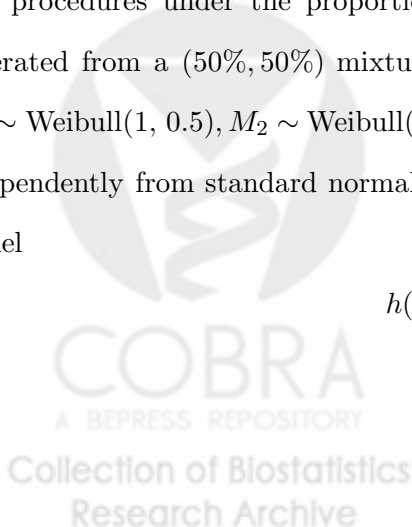 procedures under the proportio
erated from a (50%, 50%) mixtu
∼ Weibull(1, 0.5), M₂ ∼ Weibull(
ependently from standard normal
el
h(
COBRA
A BEPRESS REPOSITORY
Collection of Biostatistics
Research Archive